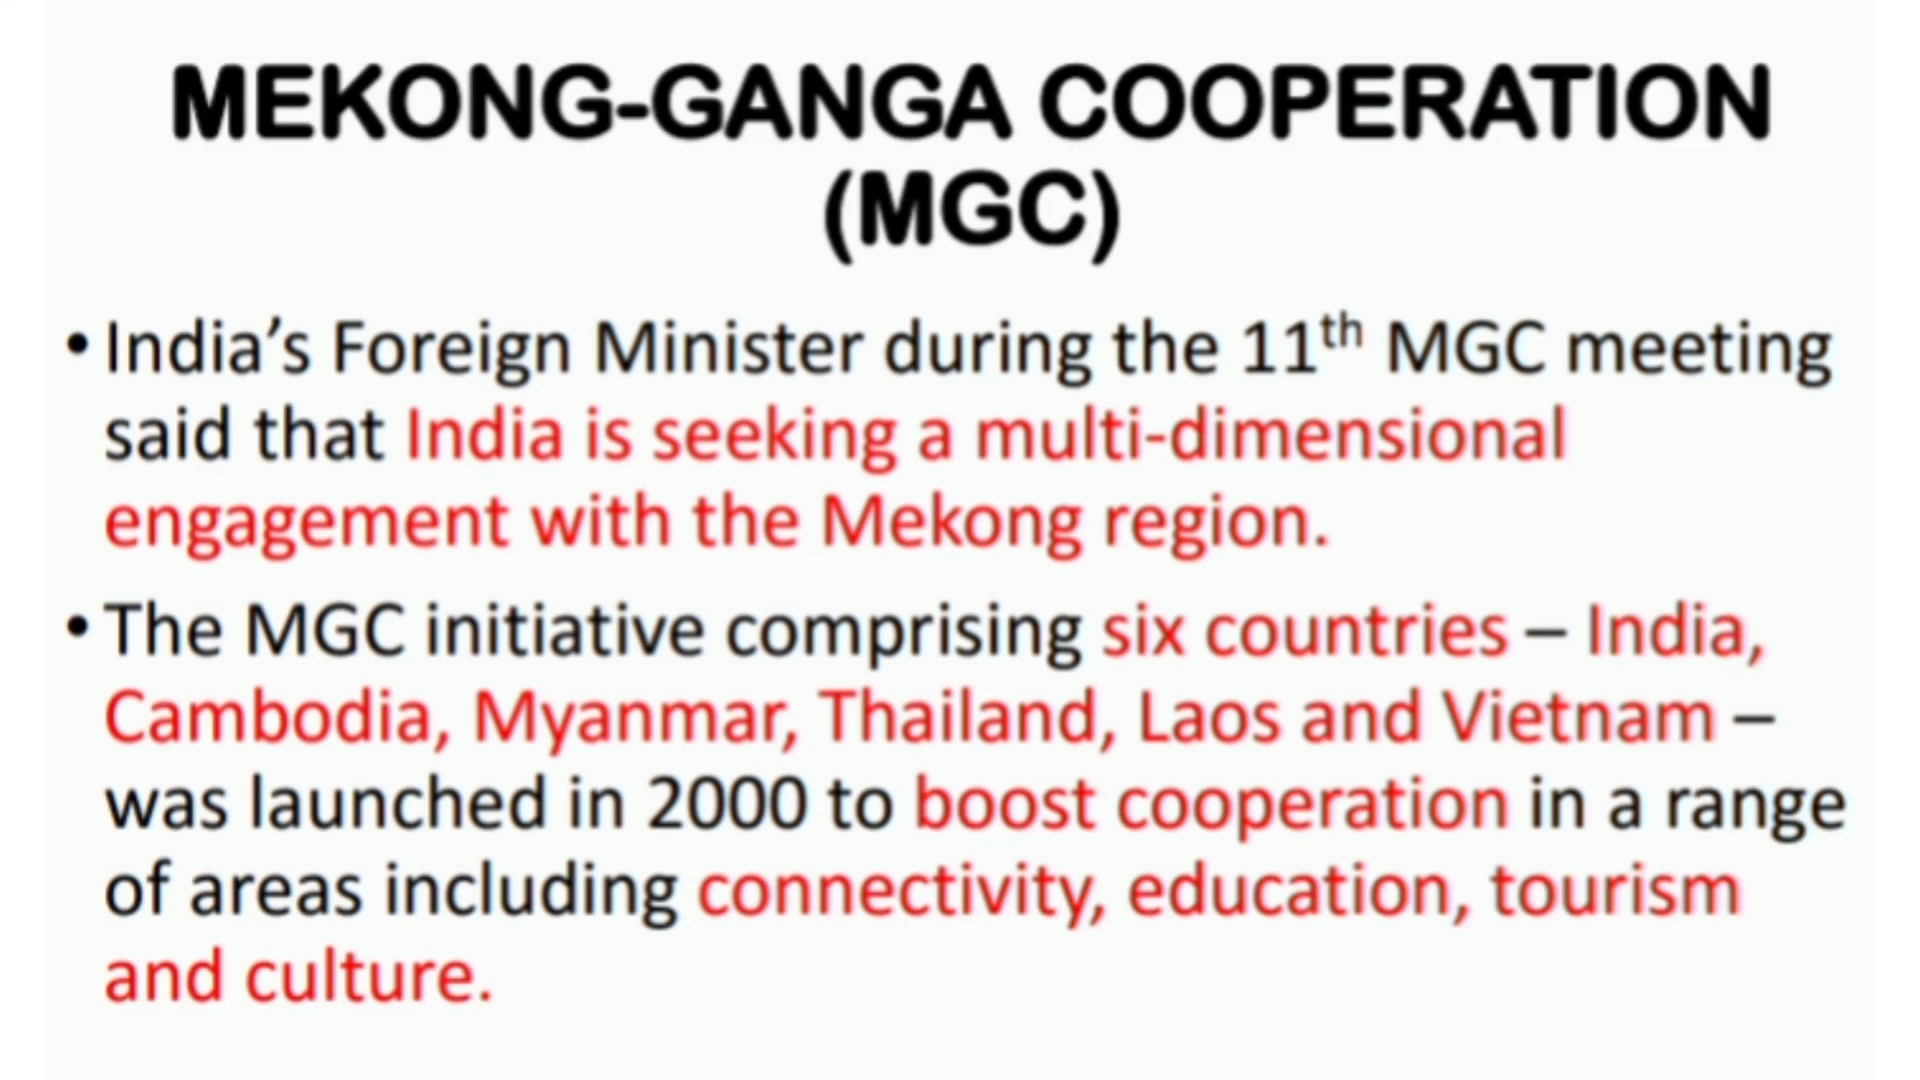 MEKONG-GANGA COOPERATION
(MGC)
• India’s Foreign Minister during the 11th MGC meeting
said that India is seeking a multi-dimensional
engagement with the Mekong region.
• The MGC initiative comprising six countries – India,
Cambodia, Myanmar, Thailand, Laos and Vietnam –
was launched in 2000 to boost cooperation in a range
of areas including connectivity, education, tourism
and culture.